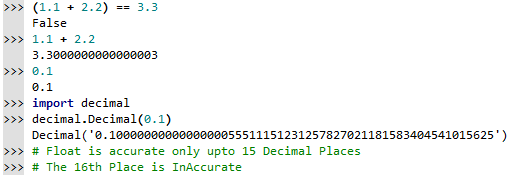 >>> (1.1 + 2.2) == 3.3
False
>>> 1.1 + 2.2
3.3000000000000003
>>> 0.1
0.1
>>> import decimal
>>> decimal.Decimal(0.1)
Decimal('0.1000000000000000055511151231257827021181583404541015625')
>>> # Float is accurate only upto 15 Decimal Places
>>> # The 16th Place is InAccurate